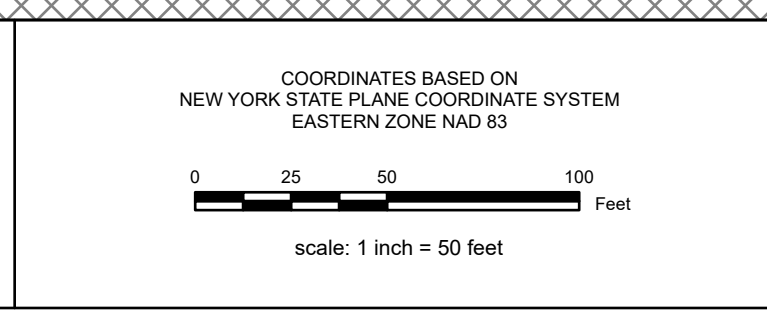 COORDINATES BASED ON
NEW YORK STATE PLANE COORDINATE SYSTEM
EASTERN ZONE NAD 83
0 25 50 100
Feet
scale: 1 inch = 50 feet